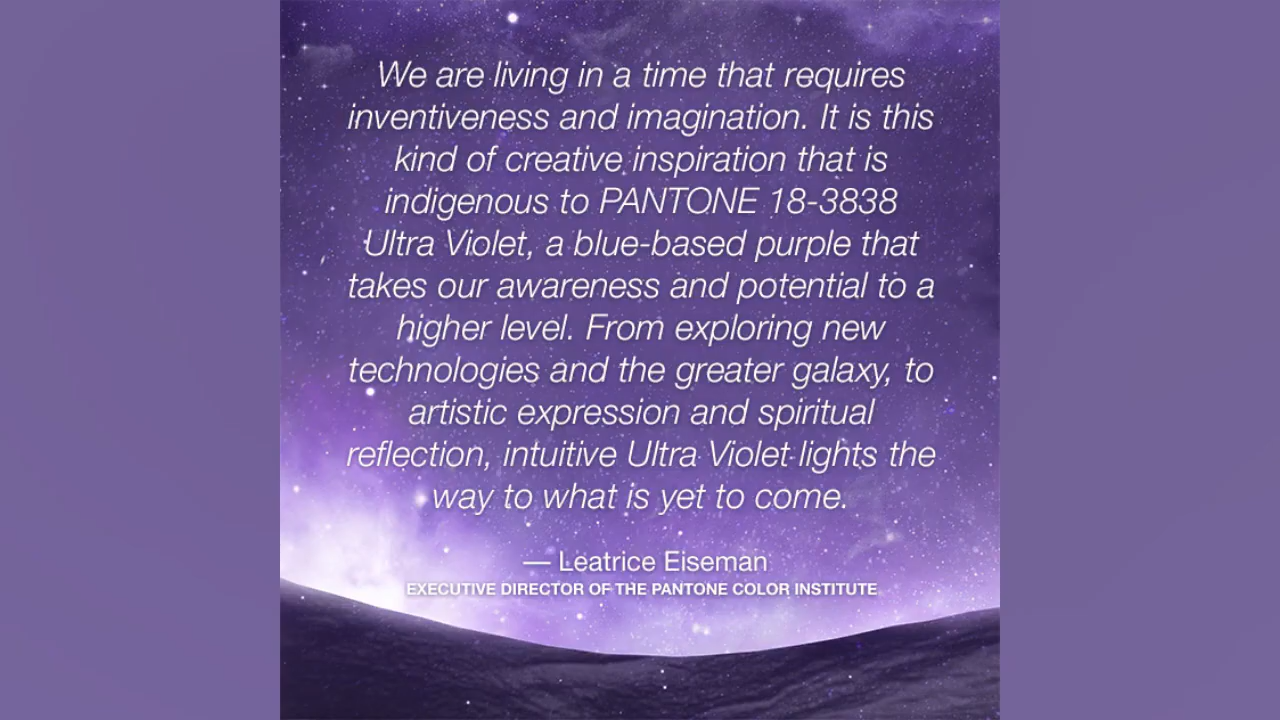 We are living in a time that requires
inventiveness and imagination. It is this
kind of creative inspiration that is
indigenous to PANTONE 18-3838
Ultra Violet, a blue-based purple that
takes our awareness and potential to a
higher level. From exploring new
technologies and the greater galaxy, to
artistic expression and spiritual
reflection, intuitive Ultra Violet lights the
way to what is yet to come.
— Leatrice Eiseman
EXECUTIVE DIRECTOR OF THE PANTONE COLOR INSTITUTE